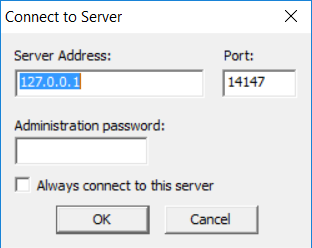 Connect to Server
Server Address: Port:
127.0.0.1 14147
Administration password:
Always connect to this server
OK Cancel